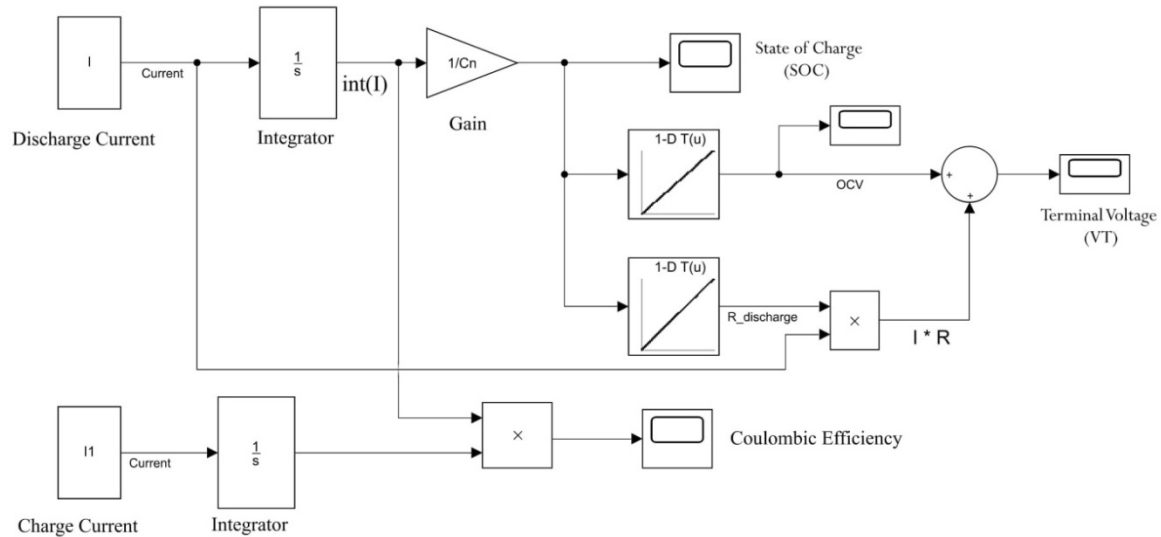 I
Current
Discharge Current
1
s
Integrator
int(I)
1/Cn
Gain
State of Charge
(SOC)
1-D T(u)
OCV
+
+
Terminal Voltage
(VT)
1-D T(u)
R_discharge
×
I * R
I1
Current
Charge Current
1
s
Integrator
×
Coulombic Efficiency